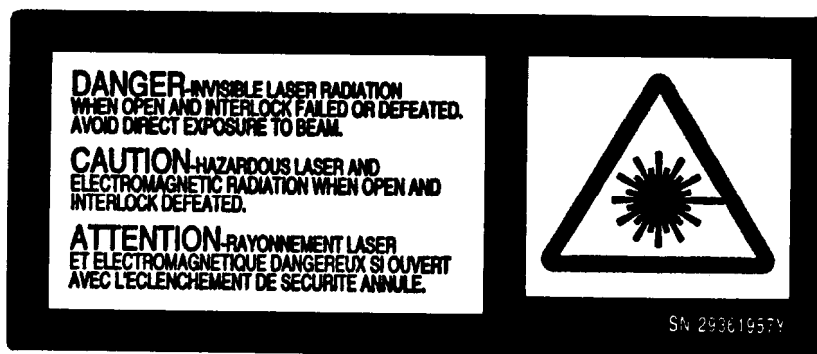 DANGER-INVISIBLE LASER RADIATION
WHEN OPEN AND INTERLOCK FAILED OR DEFEATED.
AVOID DIRECT EXPOSURE TO BEAM.
CAUTION-HAZARDOUS LASER AND
ELECTROMAGNETIC RADIATION WHEN OPEN AND
INTERLOCK DEFEATED.
ATTENTION-RAYONNEMENT LASER
ET ELECTROMAGNETIQUE DANGEREUX SI OUVERT
AVEC L'ECLENCHEMENT DE SECURITE ANNULE.
SN 29361957Y